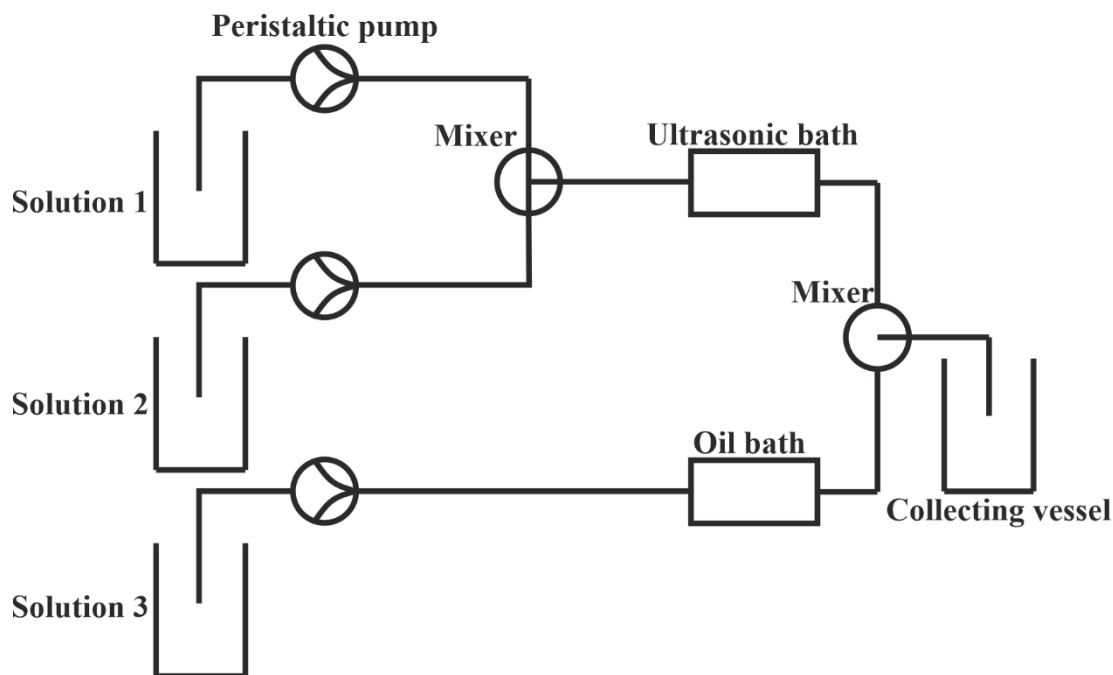 Peristaltic pump
Mixer
Ultrasonic bath
Solution 1
Mixer
Solution 2
Oil bath
Collecting vessel
Solution 3